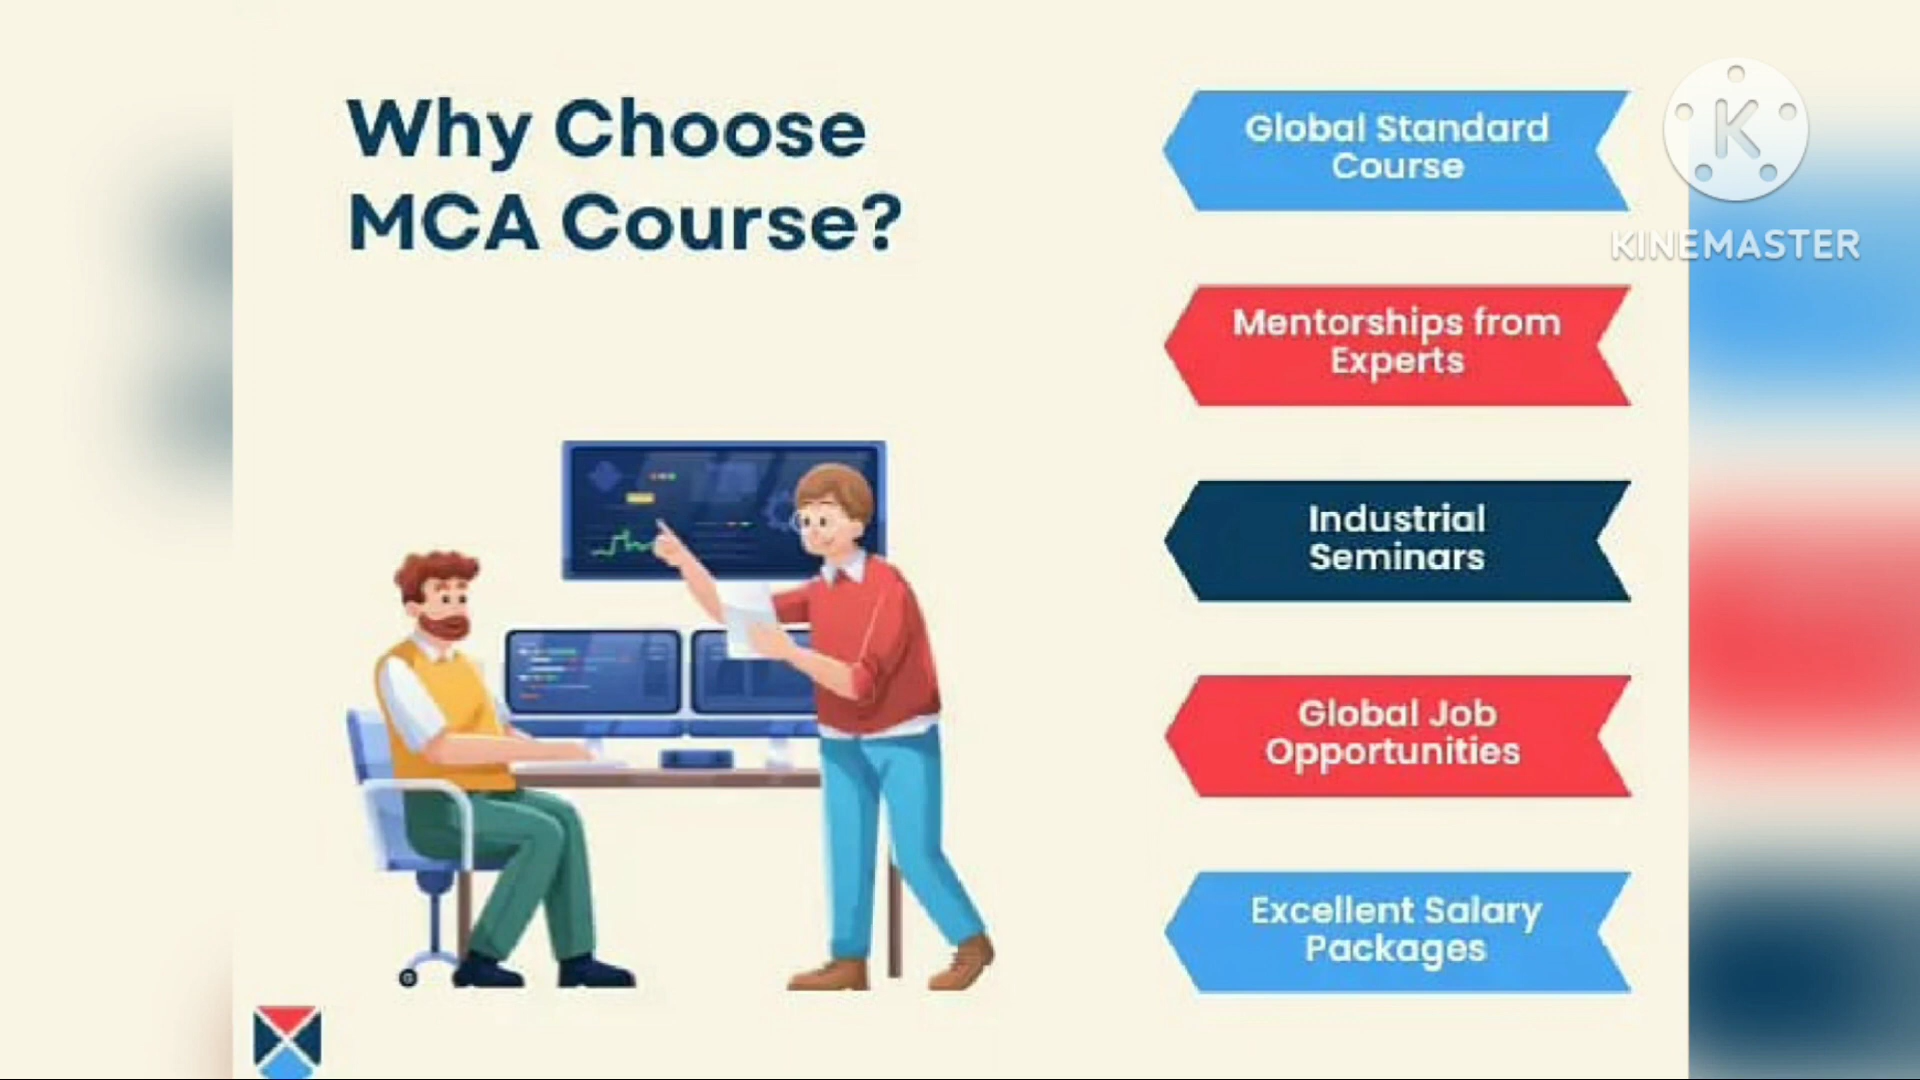 Why Choose
MCA Course?
Global Standard
Course
Mentorships from
Experts
Industrial
Seminars
Global Job
Opportunities
Excellent Salary
Packages
K
KINEMASTER